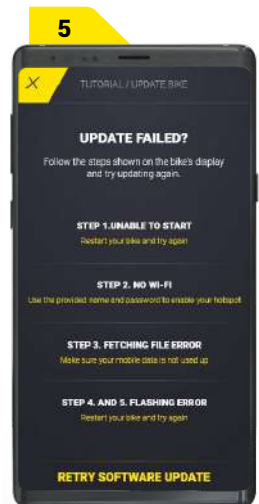 5
TUTORIAL / UPDATE BIKE
UPDATE FAILED?
Follow the steps shown on the bike's display
and try updating again.
STEP 1.UNABLE TO START
Restart your bike and try again
STEP 2. NO WI-FI
Use the provided name and password to enable your hotspot
STEP 3. FETCHING FILE ERROR
Make sure your mobile data is not used up
STEP 4. AND 5. FLASHING ERROR
Restart your bike and try again
RETRY SOFTWARE UPDATE